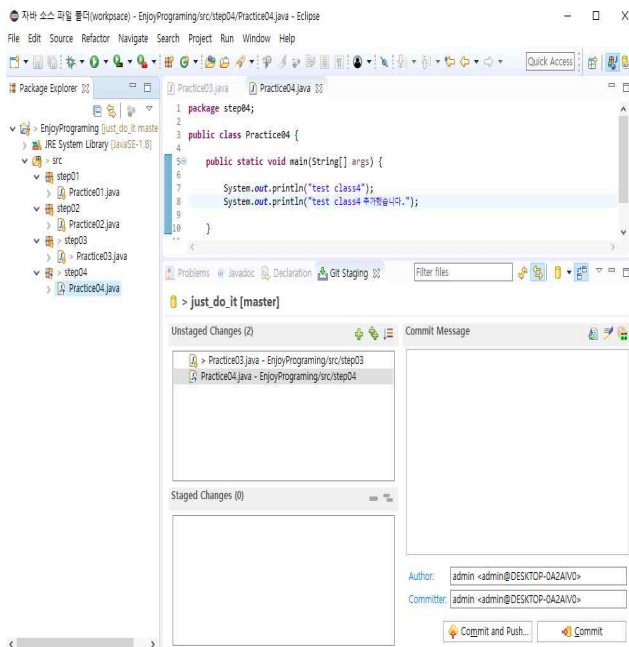 자바 소스 파일 폴더(workpsace) - EnjoyPrograming/src/step04/Practice04.java - Eclipse
File Edit Source Refactor Navigate Search Project Run Window Help
Quick Access
Package Explorer
EnjoyPrograming [just_do_it maste
JRE System Library [JavaSE-1.8]
> src
step01
Practice01.java
step02
Practice02.java
> step03
> Practice03.java
> step04
Practice04.java
Practice03.java Practice04.java
1 package step04;
2
3 public class Practice04 {
4
5 public static void main(String[] args) {
6
7 System.out.println("test class4");
8 System.out.println("test class4 추가했습니다.");
9
10 }
Problems Javadoc Declaration Git Staging
Filter files
> just_do_it [master]
Unstaged Changes (2)
> Practice03.java - EnjoyPrograming/src/step03
Practice04.java - EnjoyPrograming/src/step04
Staged Changes (0)
Commit Message
Author: admin <admin@DESKTOP-0A2AIV0>
Committer: admin <admin@DESKTOP-0A2AIV0>
Commit and Push... Commit